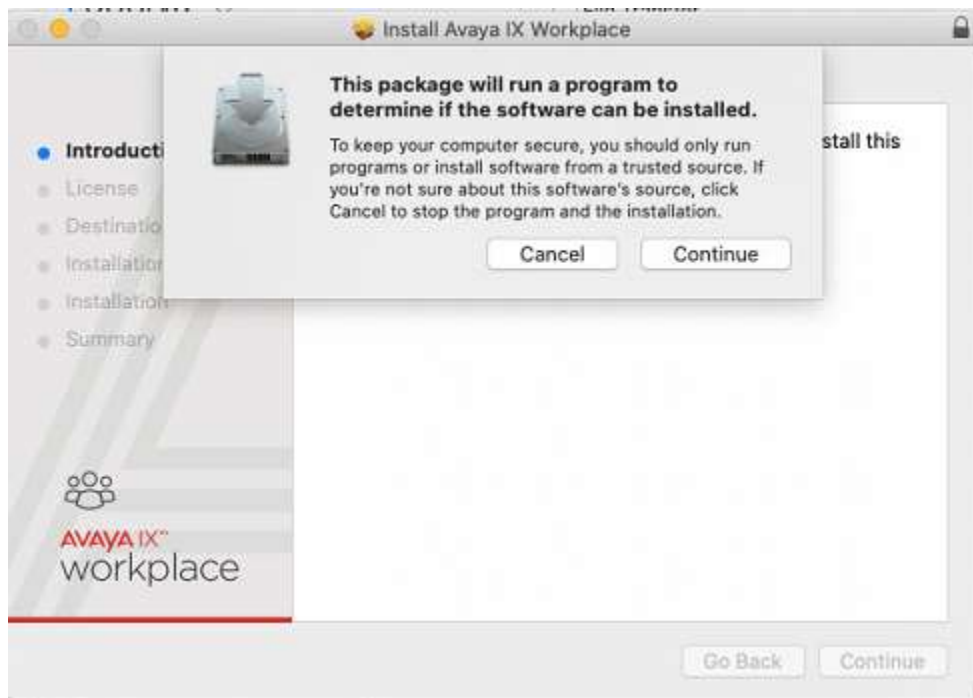 Install Avaya IX Workplace
This package will run a program to
determine if the software can be installed.
To keep your computer secure, you should only run
programs or install software from a trusted source. If
you're not sure about this software's source, click
Cancel to stop the program and the installation.
Cancel
Continue
stall this
Introducti
License
Destinatio
Installation
Installation
Summary
AVAYA IX™
workplace
Go Back
Continue